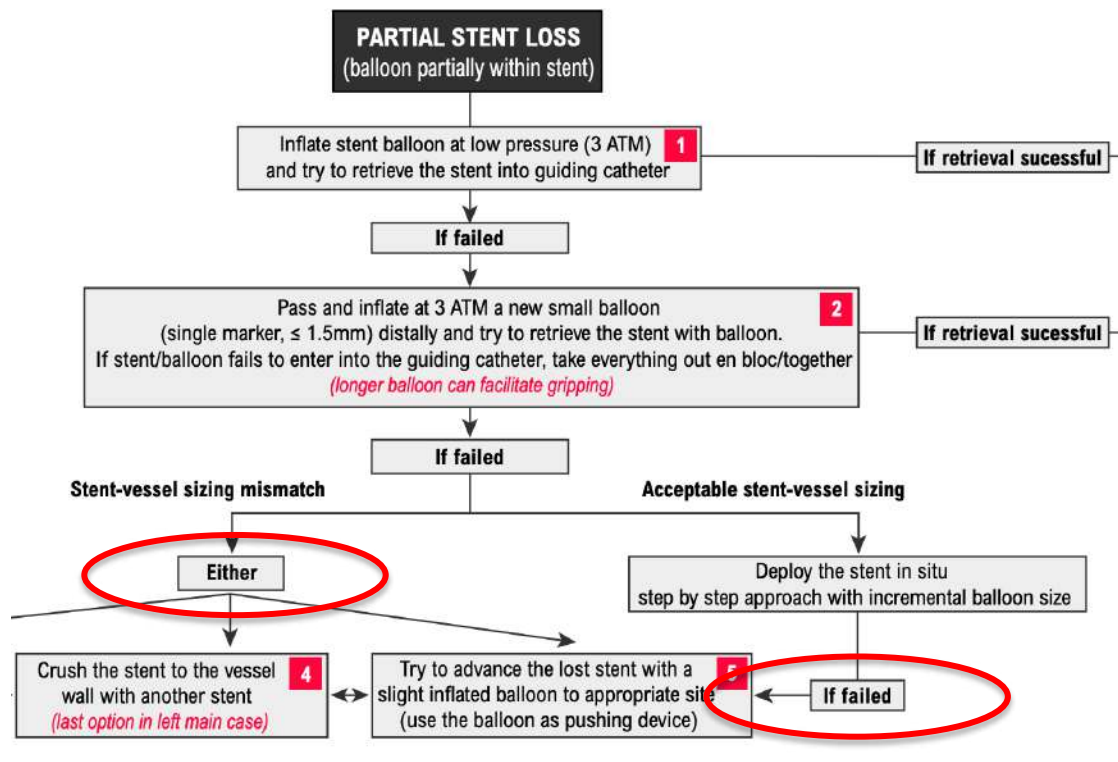 PARTIAL STENT LOSS
(balloon partially within stent)
Inflate stent balloon at low pressure (3 ATM)
and try to retrieve the stent into guiding catheter
1
If retrieval sucessful
If failed
Pass and inflate at 3 ATM a new small balloon
(single marker, ≤ 1.5mm) distally and try to retrieve the stent with balloon.
If stent/balloon fails to enter into the guiding catheter, take everything out en bloc/together
(longer balloon can facilitate gripping)
2
If retrieval sucessful
If failed
Stent-vessel sizing mismatch
Acceptable stent-vessel sizing
Either
Deploy the stent in situ
step by step approach with incremental balloon size
Crush the stent to the vessel
wall with another stent
(last option in left main case)
4
Try to advance the lost stent with a
slight inflated balloon to appropriate site
(use the balloon as pushing device)
5
If failed